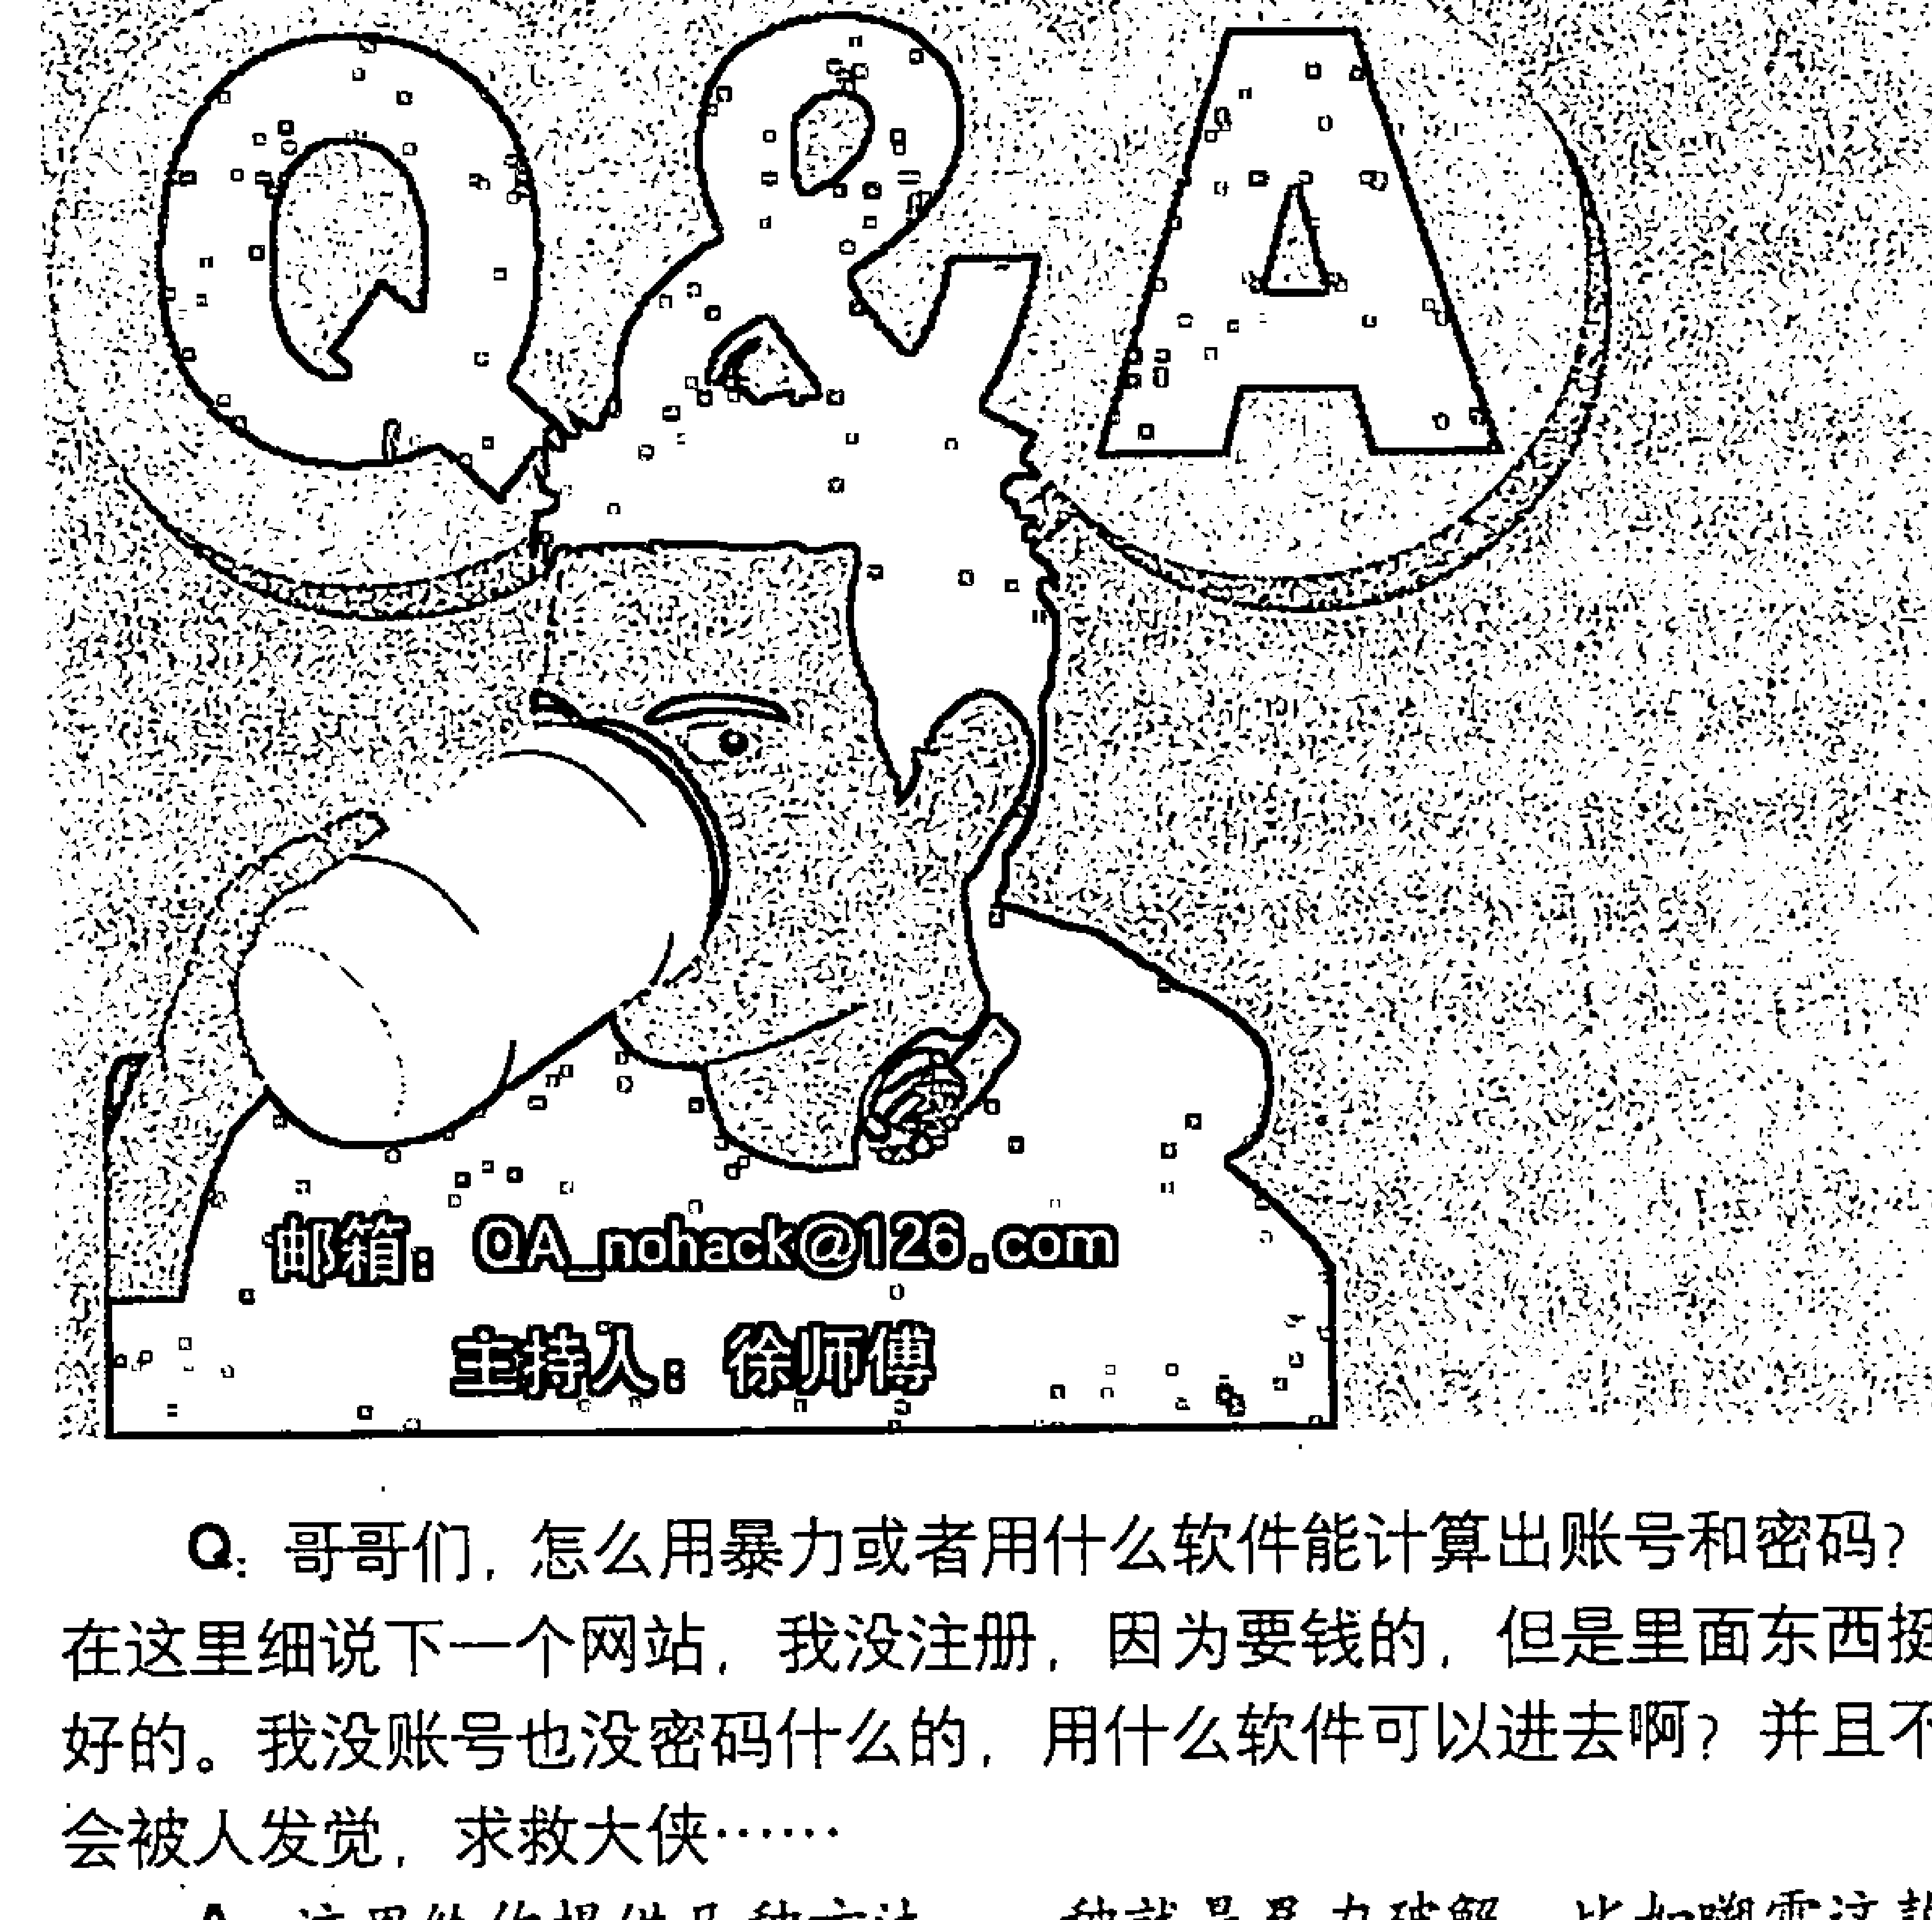 Q & A
邮箱：QA_nohack@126.com
主持人：徐师傅
Q：哥哥们，怎么用暴力或者用什么软件能计算出账号和密码？
在这里细说下一个网站，我没注册，因为要钱的，但是里面东西挺
好的。我没账号也没密码什么的，用什么软件可以进去啊？并且不
会被人发觉，求救大侠……